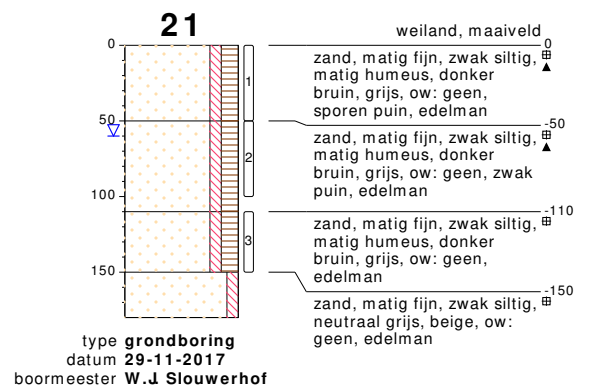 21
weiland, maaiveld
0
0
zand, matig fijn, zwak siltig,
matig humeus, donker
bruin, grijs, ow: geen,
sporen puin, edelman
1
50
-50
zand, matig fijn, zwak siltig,
matig humeus, donker
bruin, grijs, ow: geen, zwak
puin, edelman
2
100
-110
zand, matig fijn, zwak siltig,
matig humeus, donker
bruin, grijs, ow: geen,
edelman
3
150
-150
zand, matig fijn, zwak siltig,
neutraal grijs, beige, ow:
geen, edelman
type grondboring
datum 29-11-2017
boormeester W.J. Slouwerhof